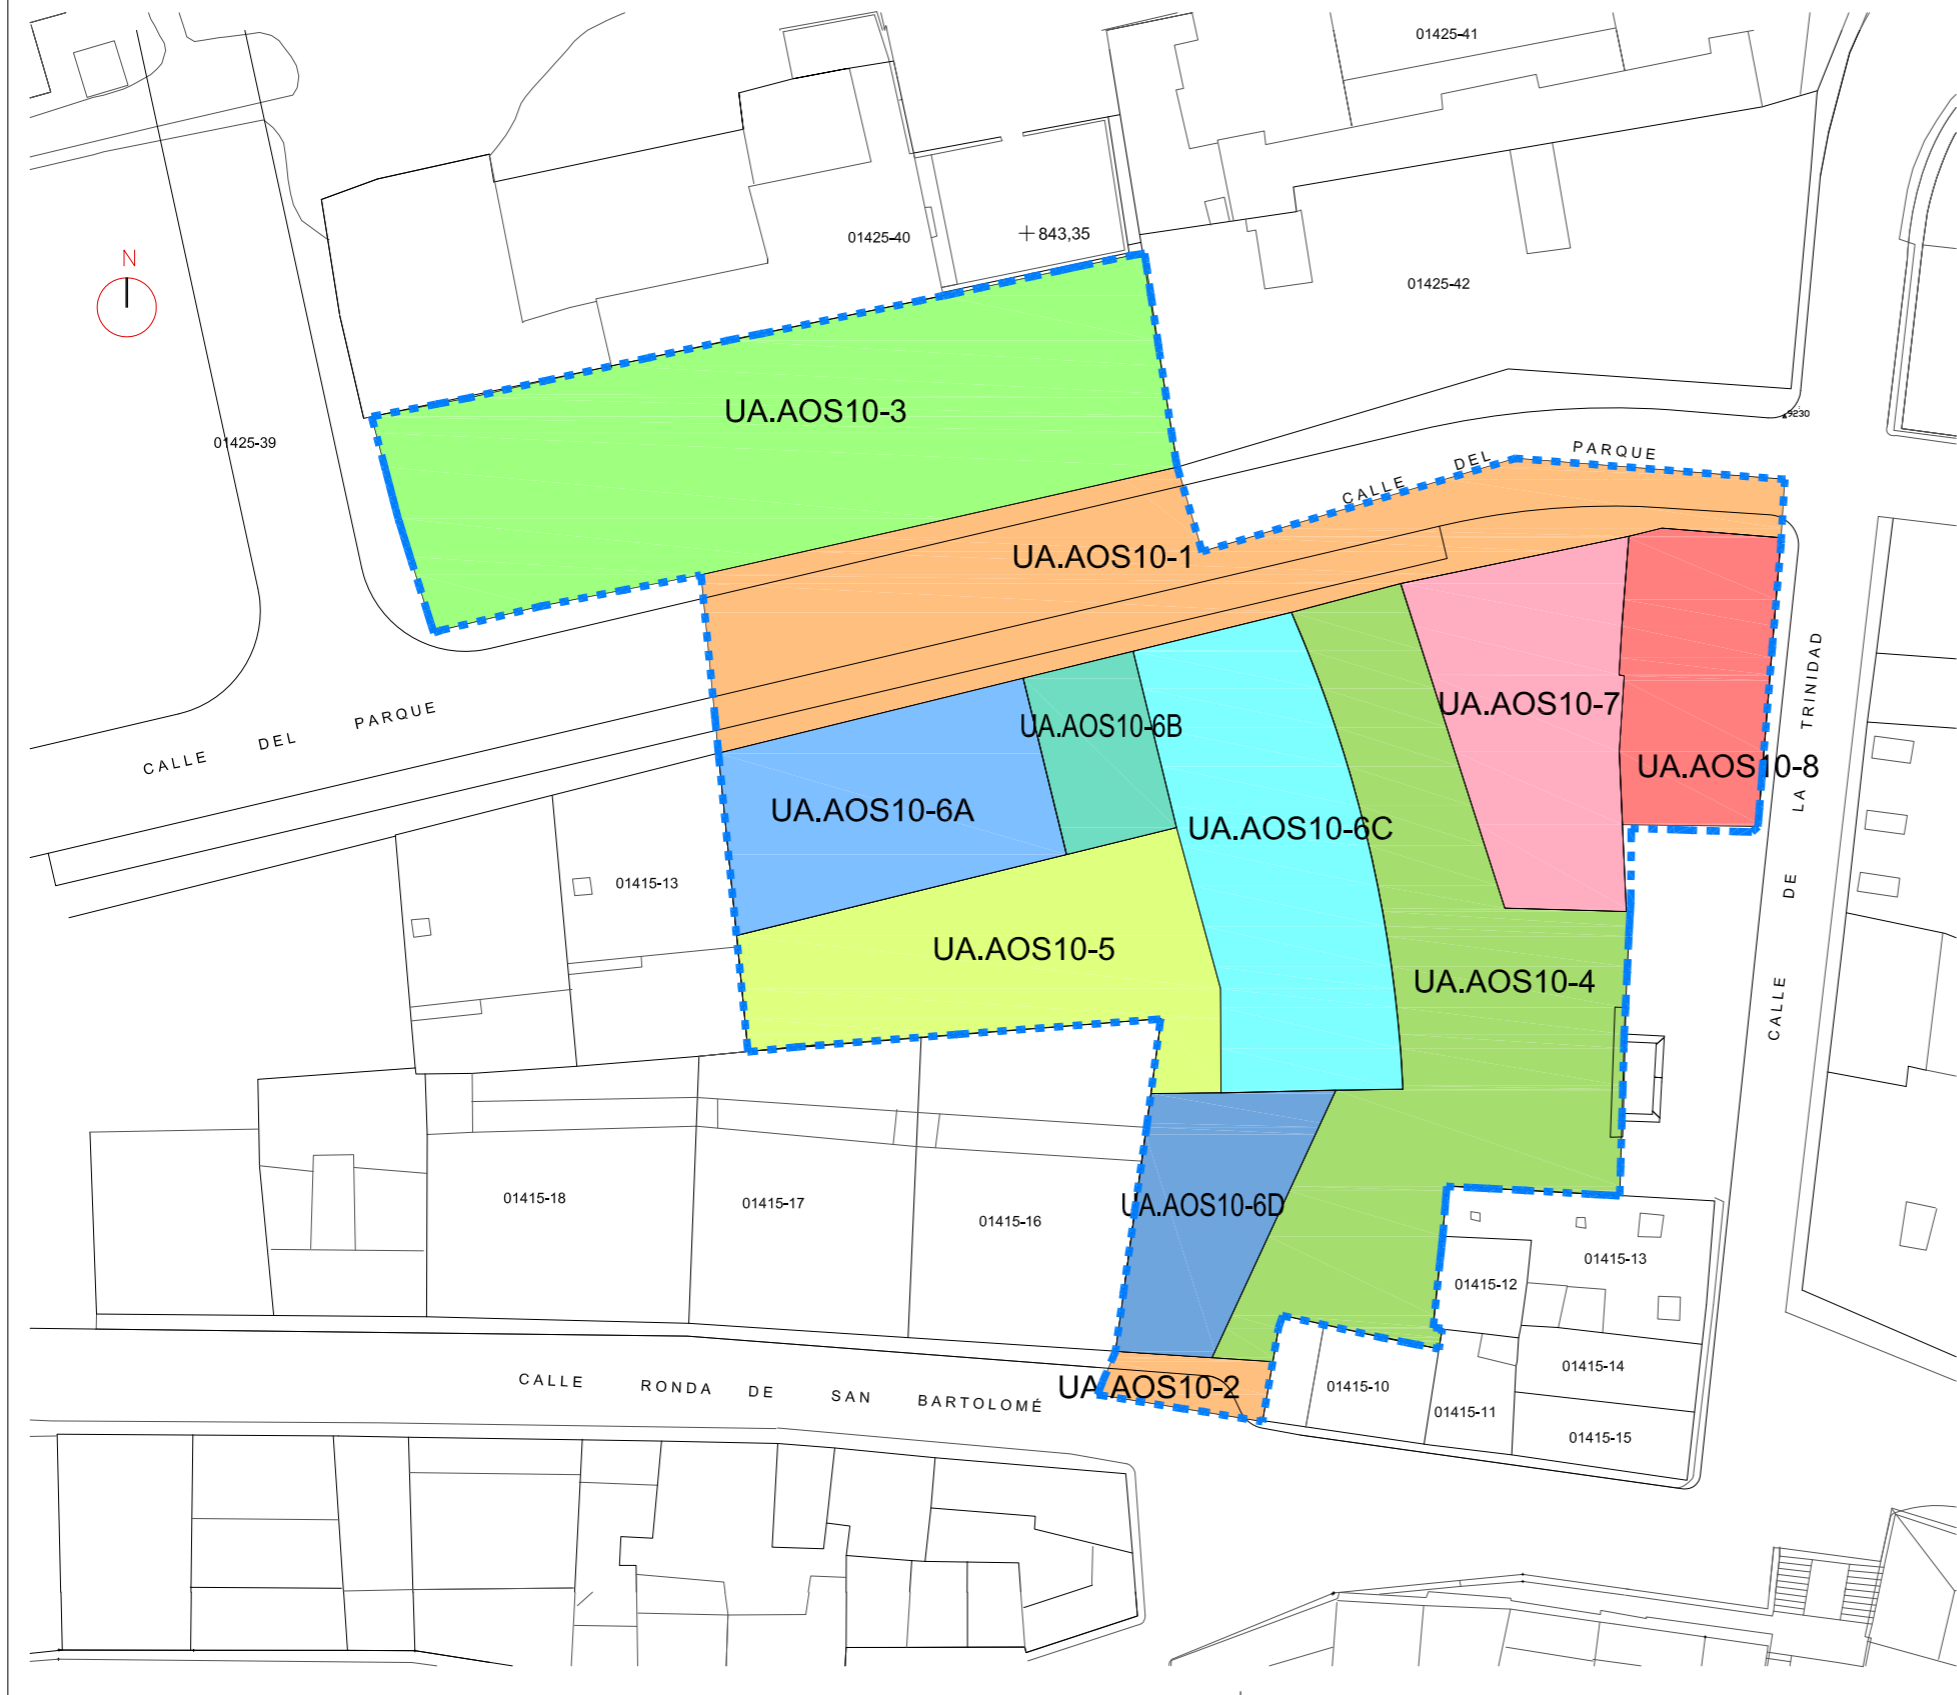 01425-41
N
01425-40
843,35
01425-42
UA.AOS10-3
01425-39
9230
CALLE DEL PARQUE
UA.AOS10-1
CALLE DEL PARQUE
UA.AOS10-6B
UA.AOS10-7
UA.AOS10-8
CALLE DE LA TRINIDAD
UA.AOS10-6A
UA.AOS10-6C
01415-13
UA.AOS10-5
UA.AOS10-4
01415-18
01415-17
01415-16
UA.AOS10-6D
01415-13
01415-12
01415-14
01415-10
01415-11
01415-15
UA.AOS10-2
CALLE RONDA DE SAN BARTOLOMÉ